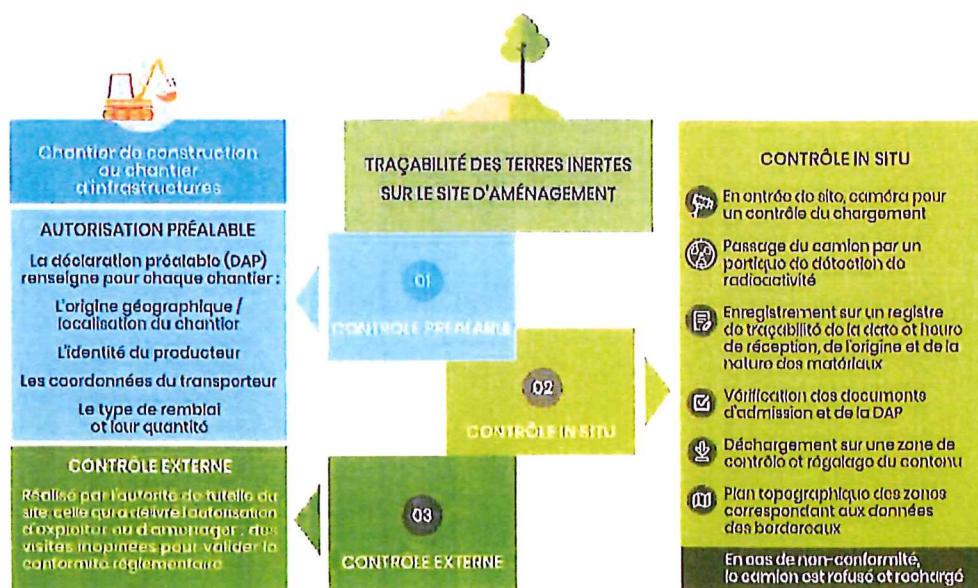 Chantier de construction
ou chantier
d'infrastructures
AUTORISATION PRÉALABLE
La déclaration préalable (DAP)
renseigne pour chaque chantier :
L'origine géographique /
localisation du chantier
L'identité du producteur
Les coordonnées du transporteur
Le type de remblai
et leur quantité
CONTRÔLE EXTERNE
Réalisé par l'autorité de tutelle du
site, celle qui a délivré l'autorisation
d'exploiter ou d'aménager : des
visites inopinées pour valider la
conformité réglementaire
TRAÇABILITÉ DES TERRES INERTES
SUR LE SITE D'AMÉNAGEMENT
01
CONTRÔLE PRÉALABLE
02
CONTRÔLE IN SITU
03
CONTRÔLE EXTERNE
CONTRÔLE IN SITU
En entrée de site, caméra pour
un contrôle du chargement
Passage du camion par un
portique de détection de
radioactivité
Enregistrement sur un registre
de traçabilité de la date et heure
de réception, de l'origine et de la
nature des matériaux
Vérification des documents
d'admission et de la DAP
Déchargement sur une zone de
contrôle et régalage du contenu
Plan topographique des zones
correspondant aux données
des bordereaux
En cas de non-conformité,
le camion est refusé et rechargé